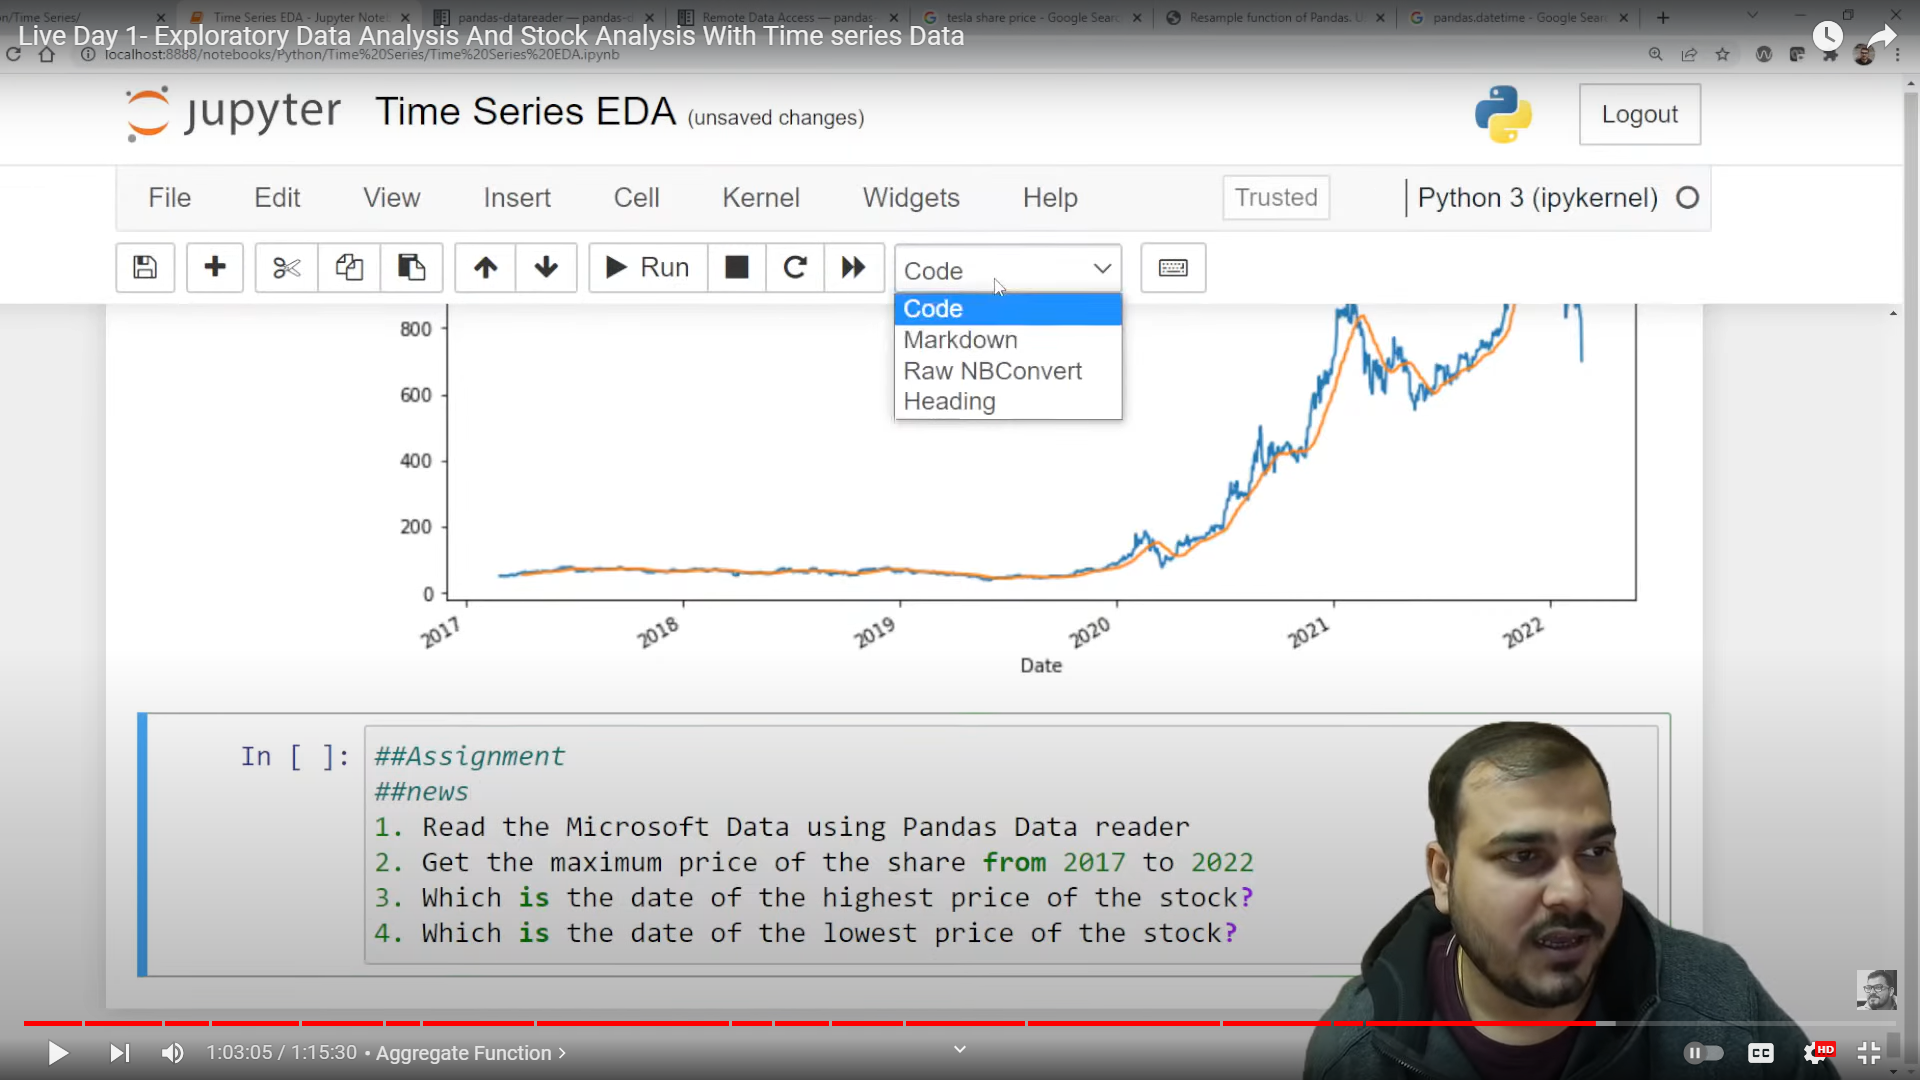 n/Time Series/
Time Series EDA - Jupyter Note
pandas-datareader — pandas-d
Remote Data Access — pandas-
tesla share price - Google Searc
Resample function of Pandas. U
pandas.datetime - Google Sear
Live Day 1- Exploratory Data Analysis And Stock Analysis With Time series Data
localhost:8888/notebooks/Python/Time%20Series/Time%20Series%20EDA.ipynb
jupyter Time Series EDA (unsaved changes)
Logout
File Edit View Insert Cell Kernel Widgets Help
Trusted
Python 3 (ipykernel)
Run
Code
Code
Markdown
Raw NBConvert
Heading
800
600
400
200
0
2017 2018 2019 2020 2021 2022
Date
In [ ]:
##Assignment
##news
1. Read the Microsoft Data using Pandas Data reader
2. Get the maximum price of the share from 2017 to 2022
3. Which is the date of the highest price of the stock?
4. Which is the date of the lowest price of the stock?
1:03:05 / 1:15:30 • Aggregate Function >
CC
HD